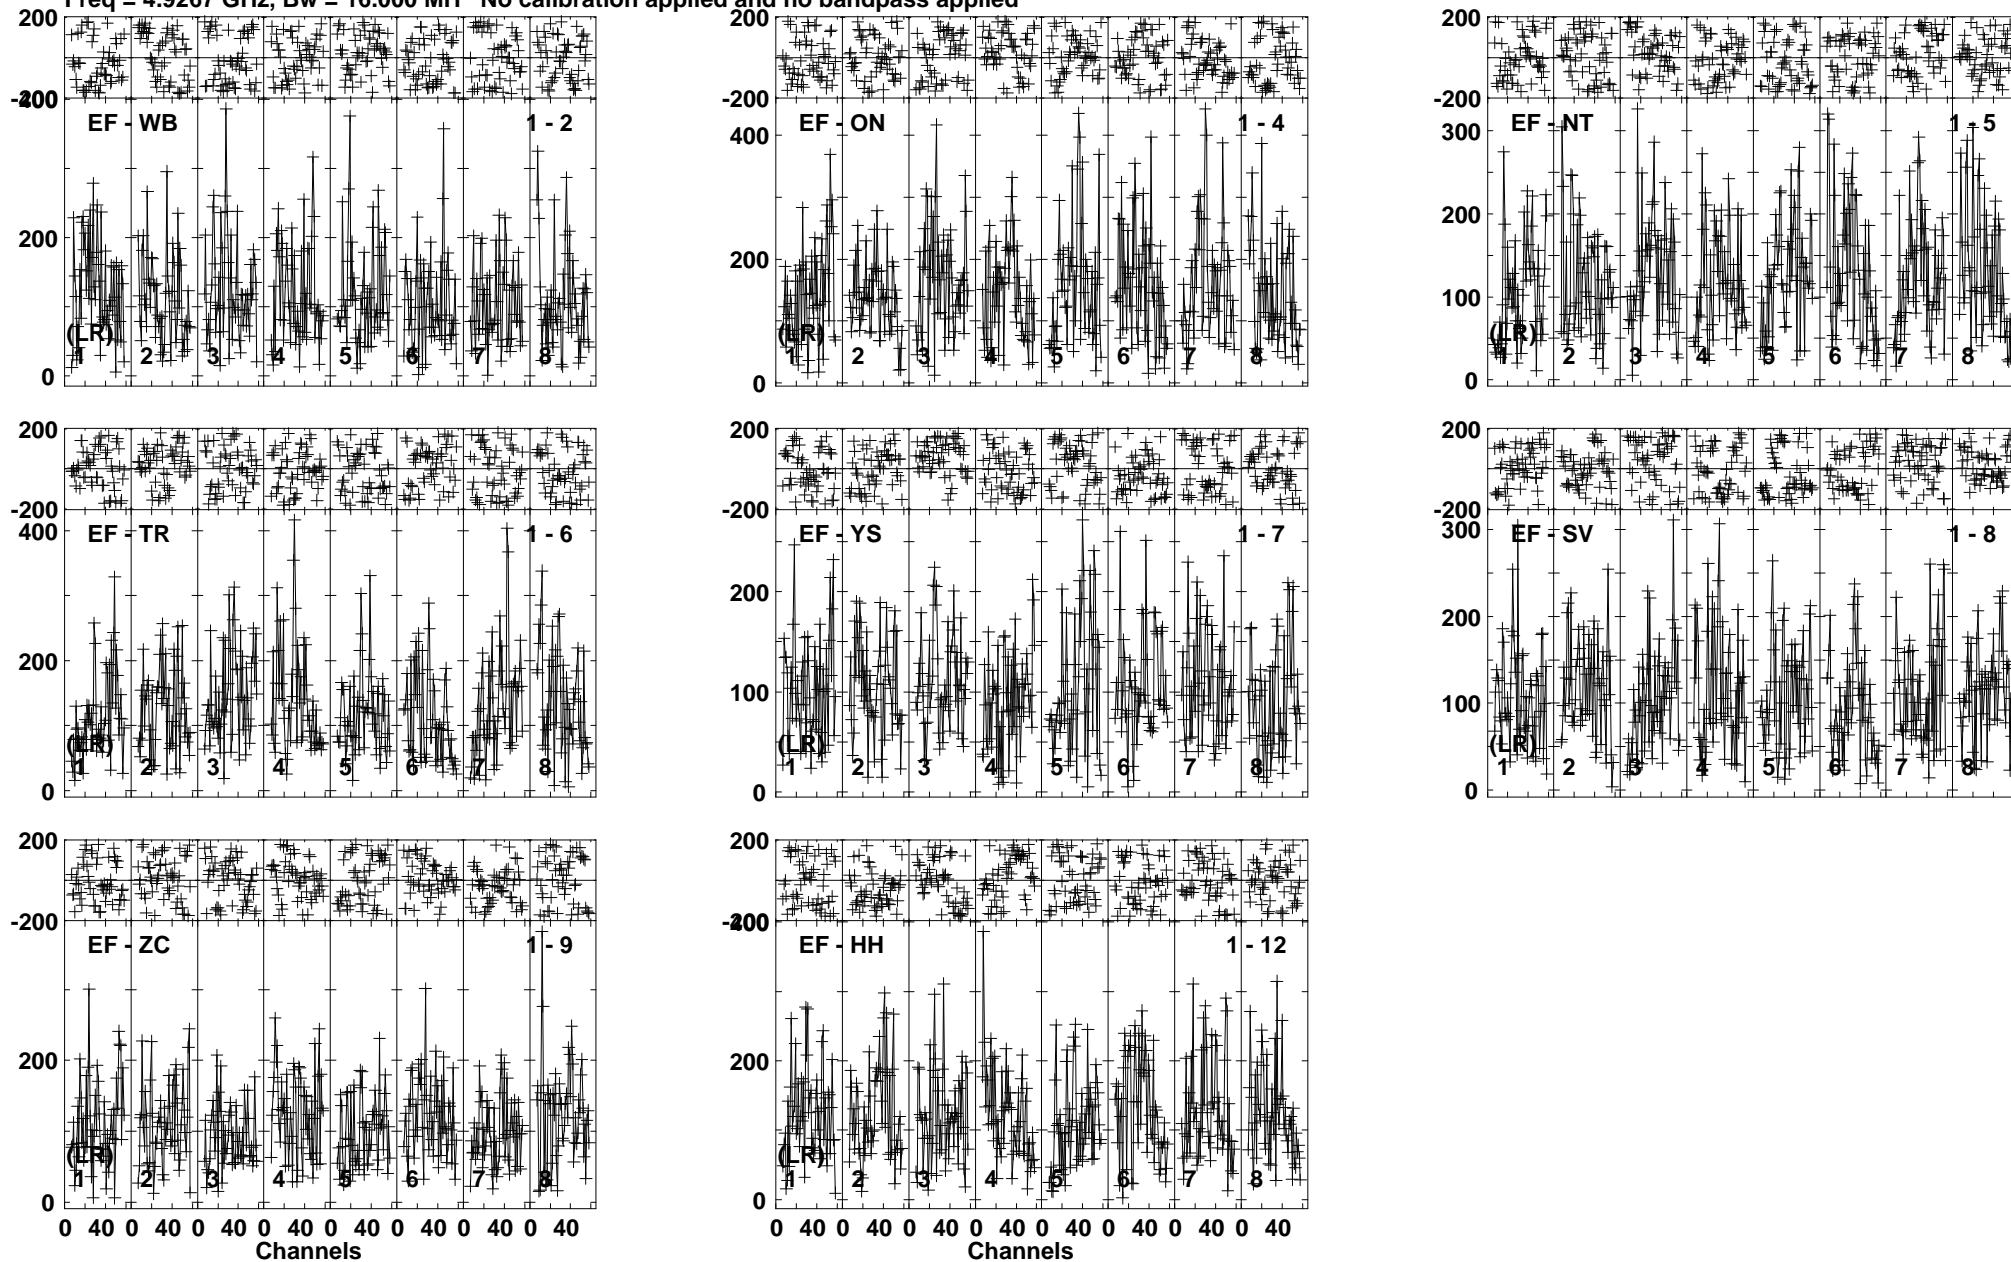 Freq = 4.9267 GHz, Bw = 16.000 MH No calibration applied and no bandpass applied
200 200 200
-200 -200 -200
400
EF - WB 1 - 2 EF - ON 1 - 4 EF - NT 1 - 5
400 300
200 200 200
100
(LR) (LR) (LR)
1 2 3 4 5 6 7 8 1 2 3 4 5 6 7 8 1 2 3 4 5 6 7 8
0 0 0
200 200 200
-200 -200 -200
EF - TR 1 - 6 EF - YS 1 - 7 EF - SV 1 - 8
400 300
200 200 200
100 100
(LR) (LR) (LR)
1 2 3 4 5 6 7 8 1 2 3 4 5 6 7 8 1 2 3 4 5 6 7 8
0 0 0
200 200
-200 -200
400
EF - ZC 1 - 9 EF - HH 1 - 12
200 200
(LR) (LR)
1 2 3 4 5 6 7 8 1 2 3 4 5 6 7 8
0 0
0 40 0 40 0 40 0 40 0 40 0 40 0 40 0 40 0 40 0 40 0 40 0 40 0 40 0 40 0 40 0 40
Channels Channels